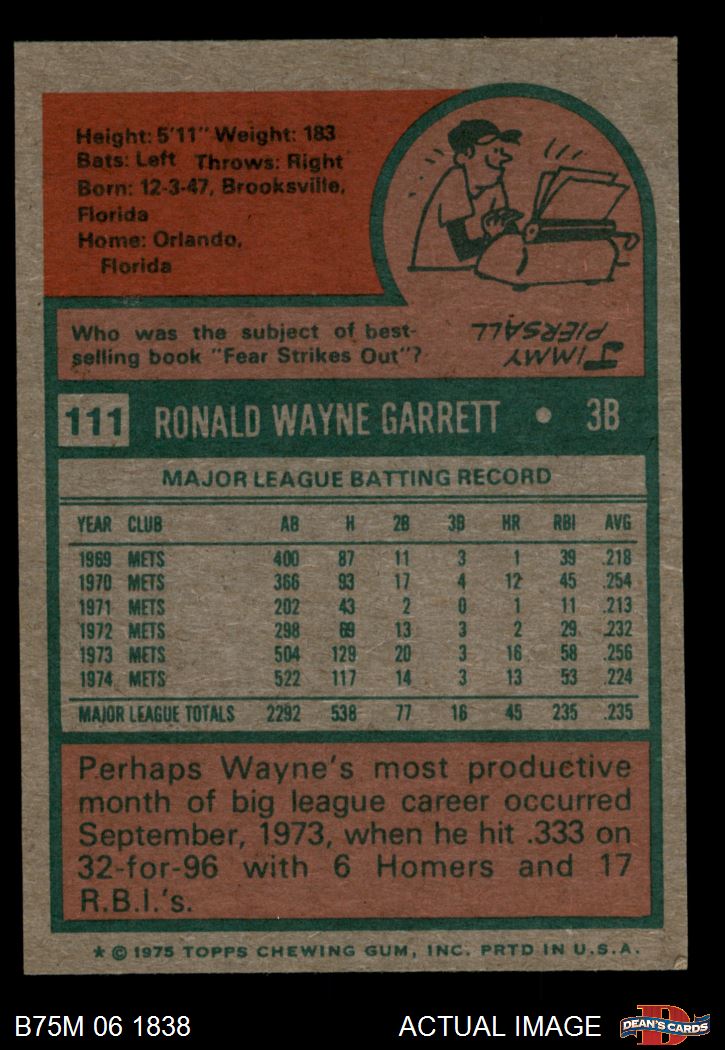 Height: 5'11" Weight: 183
Bats: Left Throws: Right
Born: 12-3-47, Brooksville,
Florida
Home: Orlando,
Florida
Who was the subject of best-
selling book "Fear Strikes Out"?
JIMMY
PIERSALL
111 RONALD WAYNE GARRETT • 3B
MAJOR LEAGUE BATTING RECORD
YEAR CLUB AB H 2B 3B HR RBI AVG
1969 METS 400 87 11 3 1 39 .218
1970 METS 366 93 17 4 12 45 .254
1971 METS 202 43 2 0 1 11 .213
1972 METS 298 69 13 3 2 29 .232
1973 METS 504 129 20 3 16 58 .256
1974 METS 522 117 14 3 13 53 .224
MAJOR LEAGUE TOTALS 2292 538 77 16 45 235 .235
Perhaps Wayne's most productive
month of big league career occurred
September, 1973, when he hit .333 on
32-for-96 with 6 Homers and 17
R.B.I.'s.
* © 1975 TOPPS CHEWING GUM, INC. PRTD IN U.S.A.
B75M 06 1838 ACTUAL IMAGE
D
DEAN'S CARDS